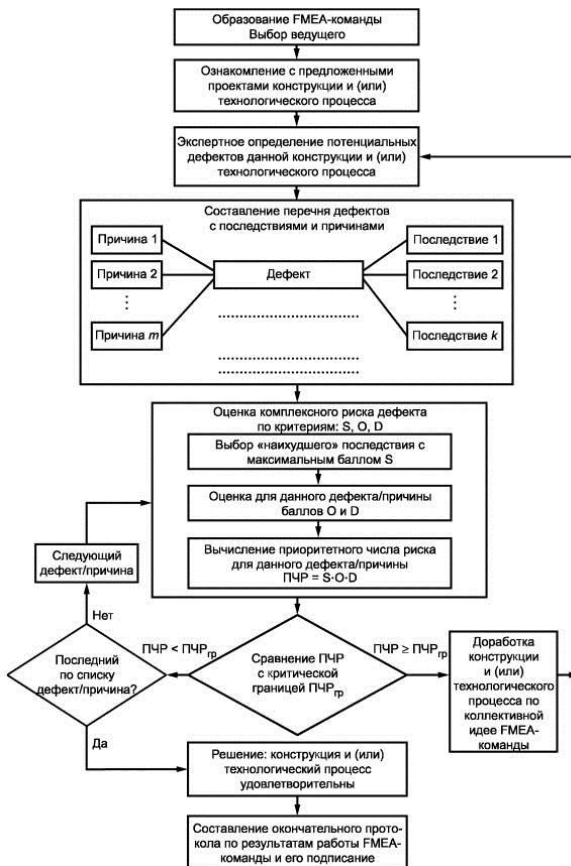 Образование FMEA-команды
Выбор ведущего
Ознакомление с предложенными
проектами конструкции и (или)
технологического процесса
Экспертное определение потенциальных
дефектов данной конструкции и (или)
технологического процесса
Составление перечня дефектов
с последствиями и причинами
Причина 1
Последствие 1
Причина 2
Дефект
Последствие 2
Причина m
Последствие k
Оценка комплексного риска дефекта
по критериям: S, O, D
Выбор «наихудшего» последствия с
максимальным баллом S
Оценка для данного дефекта/причины
баллов O и D
Вычисление приоритетного числа риска
для данного дефекта/причины
ПЧР = S·O·D
Следующий
дефект/причина
Нет
ПЧР < ПЧРгр
ПЧР ≥ ПЧРгр
Последний
по списку
дефект/причина?
Сравнение ПЧР
с критической
границей ПЧРгр
Доработка
конструкции
и (или)
технологического
процесса по
коллективной
идее FMEA-
команды
Да
Решение: конструкция и (или)
технологический процесс
удовлетворительны
Составление окончательного прото-
кола по результатам работы FMEA-
команды и его подписание